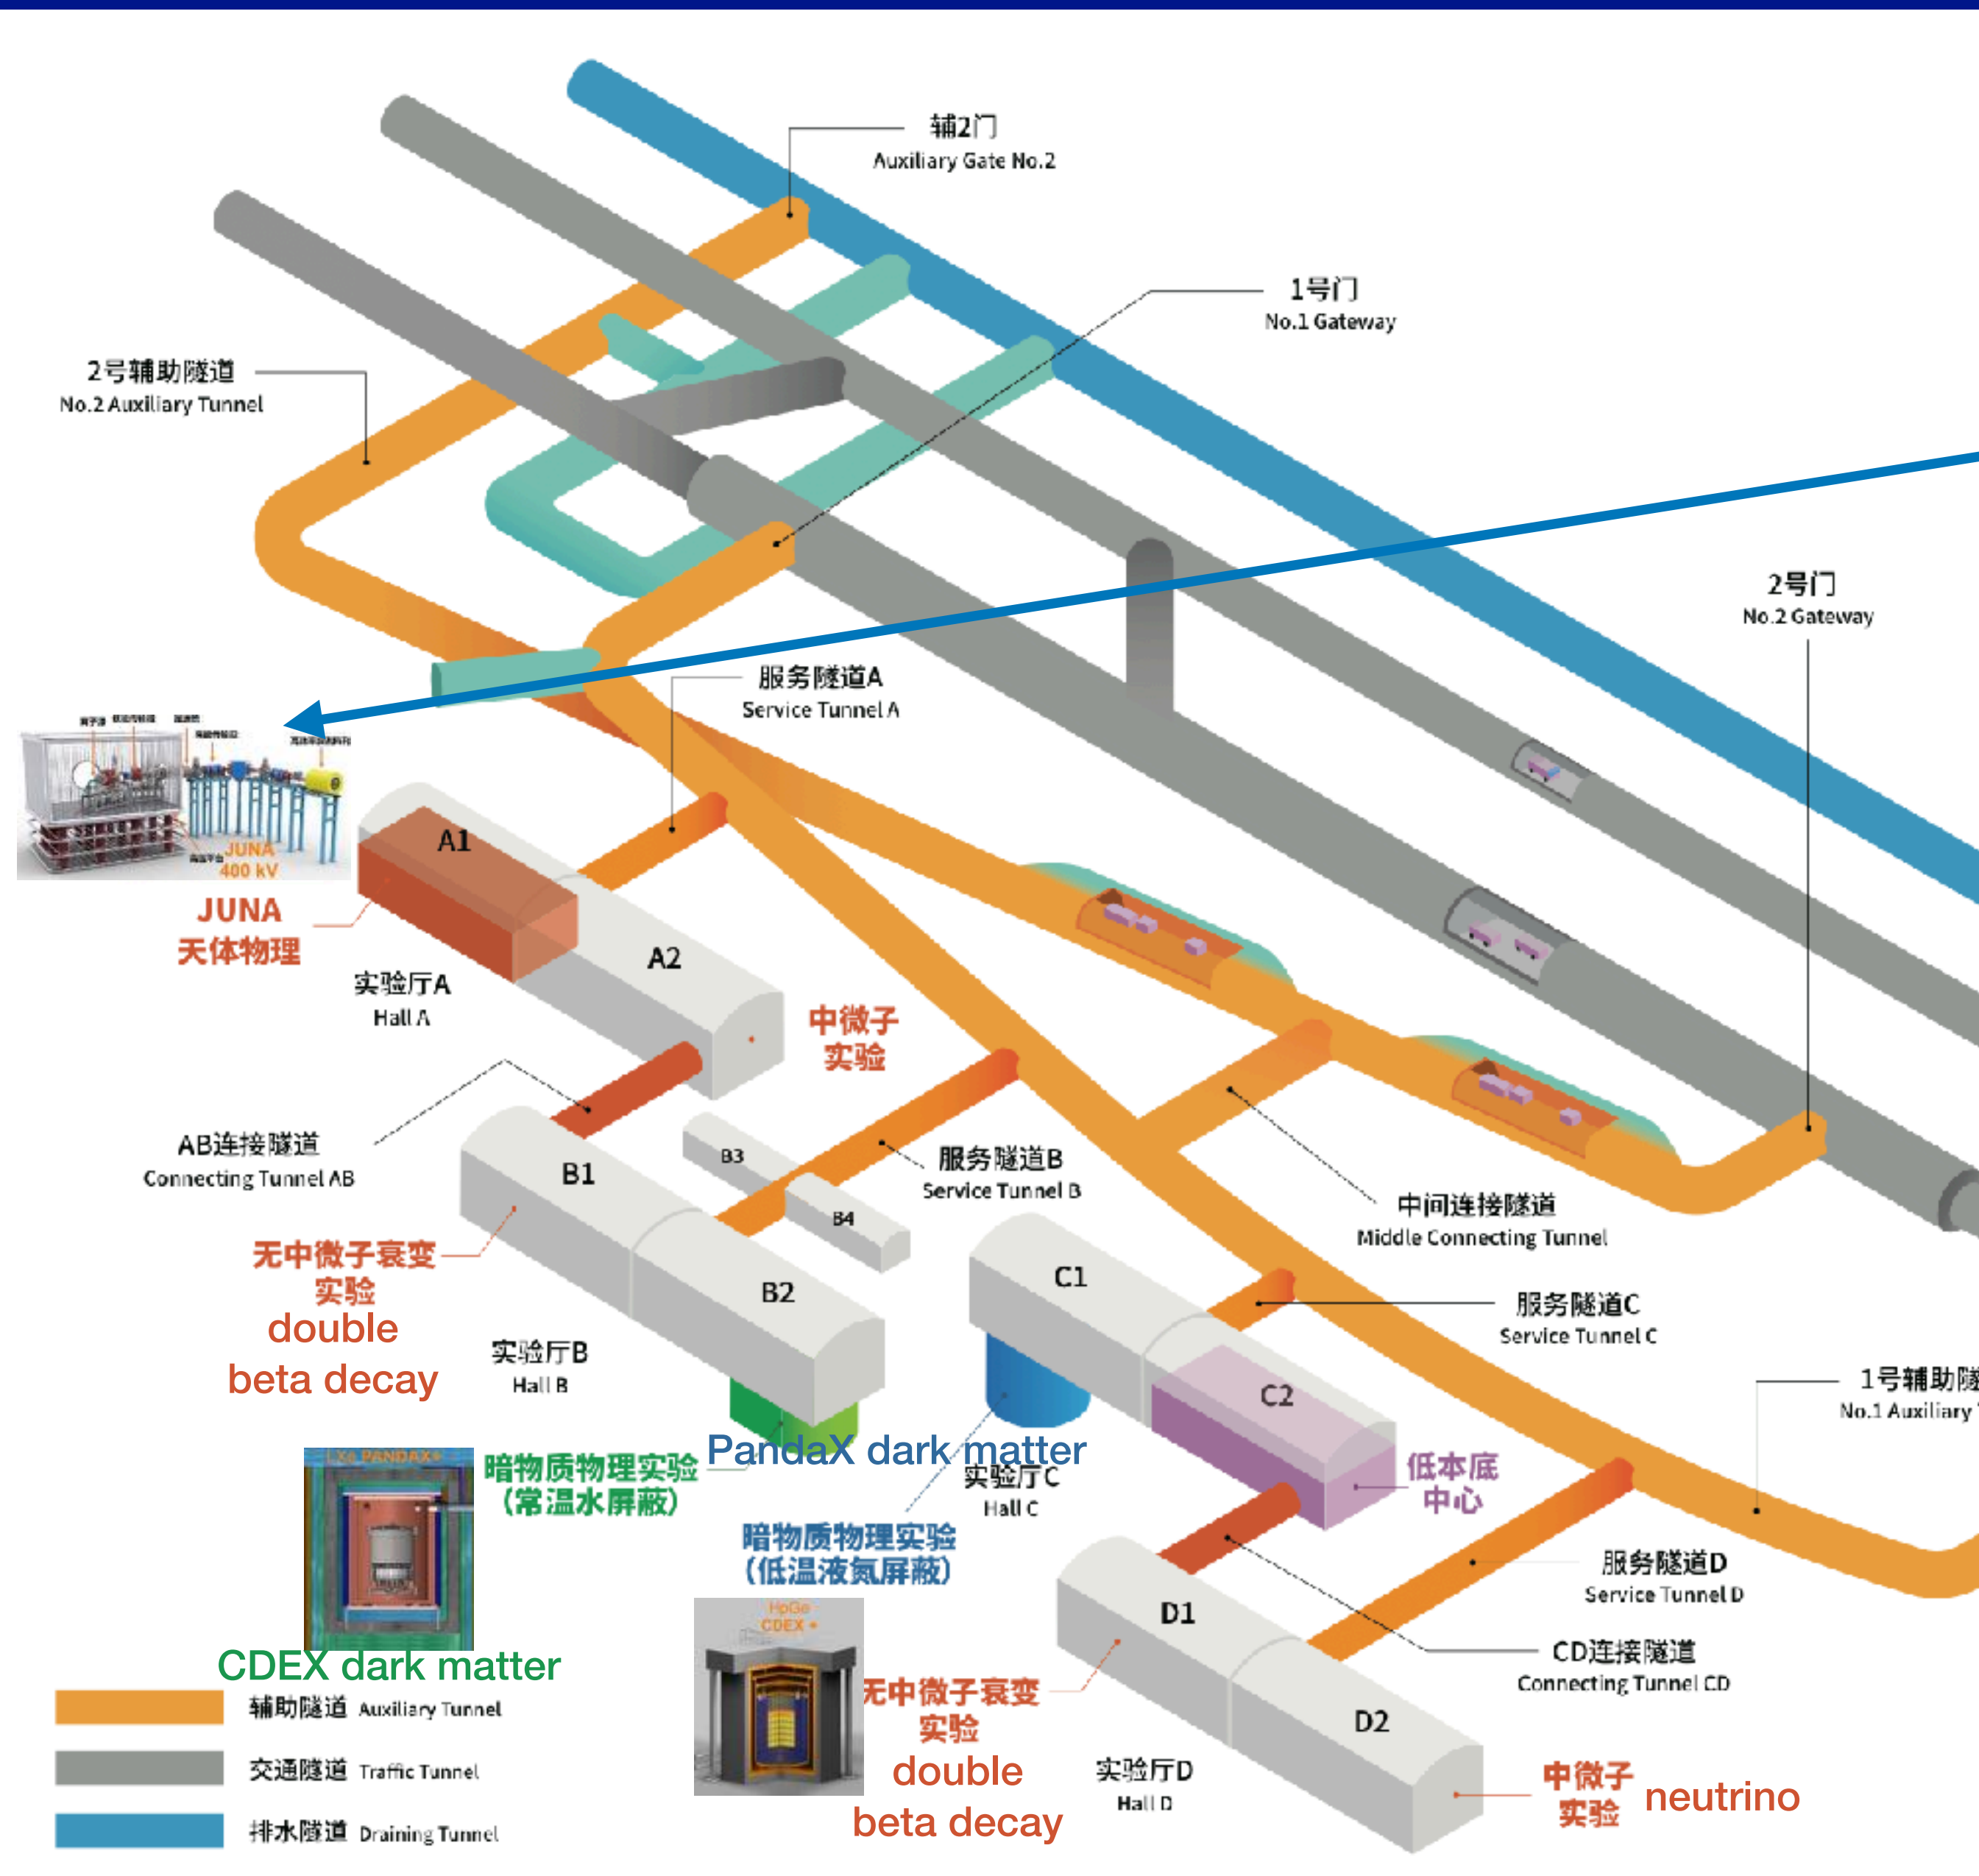 辅2门
Auxiliary Gate No.2
1号门
No.1 Gateway
2号辅助隧道
No.2 Auxiliary Tunnel
2号门
No.2 Gateway
服务隧道A
Service Tunnel A
JUNA
400 kV
A1
JUNA
天体物理
A2
实验厅A
Hall A
中微子
实验
AB连接隧道
Connecting Tunnel AB
B3
B1
服务隧道B
Service Tunnel B
B4
中间连接隧道
Middle Connecting Tunnel
无中微子衰变
实验
double
beta decay
B2
C1
服务隧道C
Service Tunnel C
实验厅B
Hall B
C2
1号辅助隧
No.1 Auxiliary
LXe PANDAX+
暗物质物理实验
（常温水屏蔽）
PandaX dark matter
实验厅C
Hall C
低本底
中心
暗物质物理实验
（低温液氮屏蔽）
服务隧道D
Service Tunnel D
HpGe
CDEX +
D1
CDEX dark matter
CD连接隧道
Connecting Tunnel CD
无中微子衰变
实验
double
beta decay
D2
实验厅D
Hall D
中微子
实验
neutrino
辅助隧道 Auxiliary Tunnel
交通隧道 Traffic Tunnel
排水隧道 Draining Tunnel